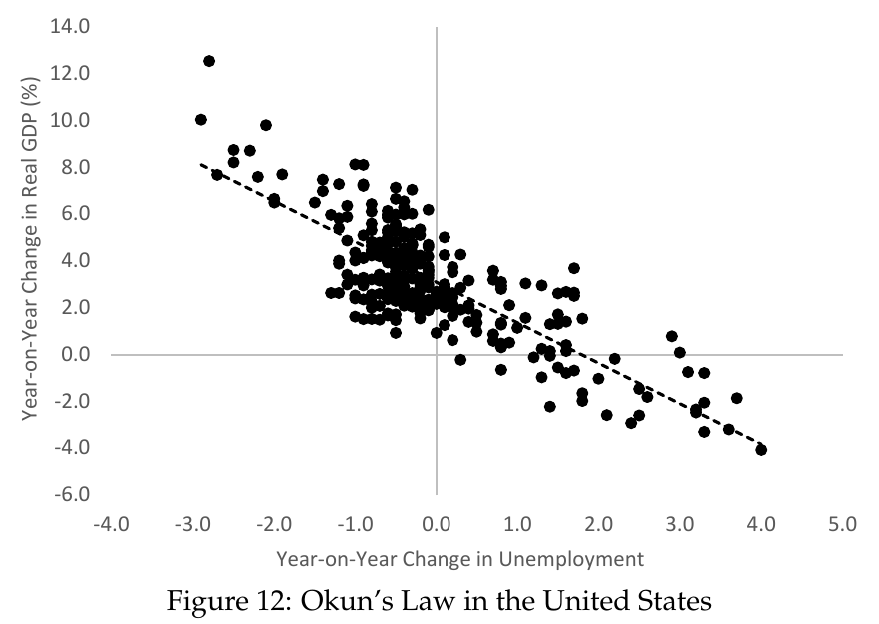 14.0
12.0
10.0
8.0
6.0
4.0
2.0
0.0
-2.0
-4.0
-6.0
Year-on-Year Change in Real GDP (%)
-4.0 -3.0 -2.0 -1.0 0.0 1.0 2.0 3.0 4.0 5.0
Year-on-Year Change in Unemployment
Figure 12: Okun's Law in the United States